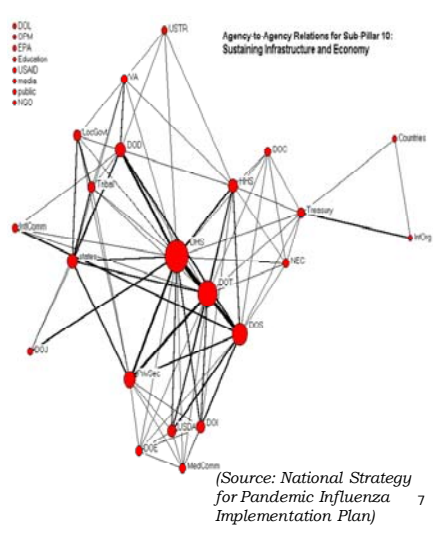 DOL
OPM
EPA
Education
USAID
media
public
NGO
USTR
Agency-to-Agency Relations for Sub-Pillar 10:
Sustaining Infrastructure and Economy
VA
LocGovt
DOD
DOC
Countries
Tribal
HHS
Treasury
IntComm
IntOrg
DHS
states
NEC
DOT
DOS
DOJ
PrivSec
USDA
DOI
DOE
MedComm
(Source: National Strategy
for Pandemic Influenza
Implementation Plan)
7